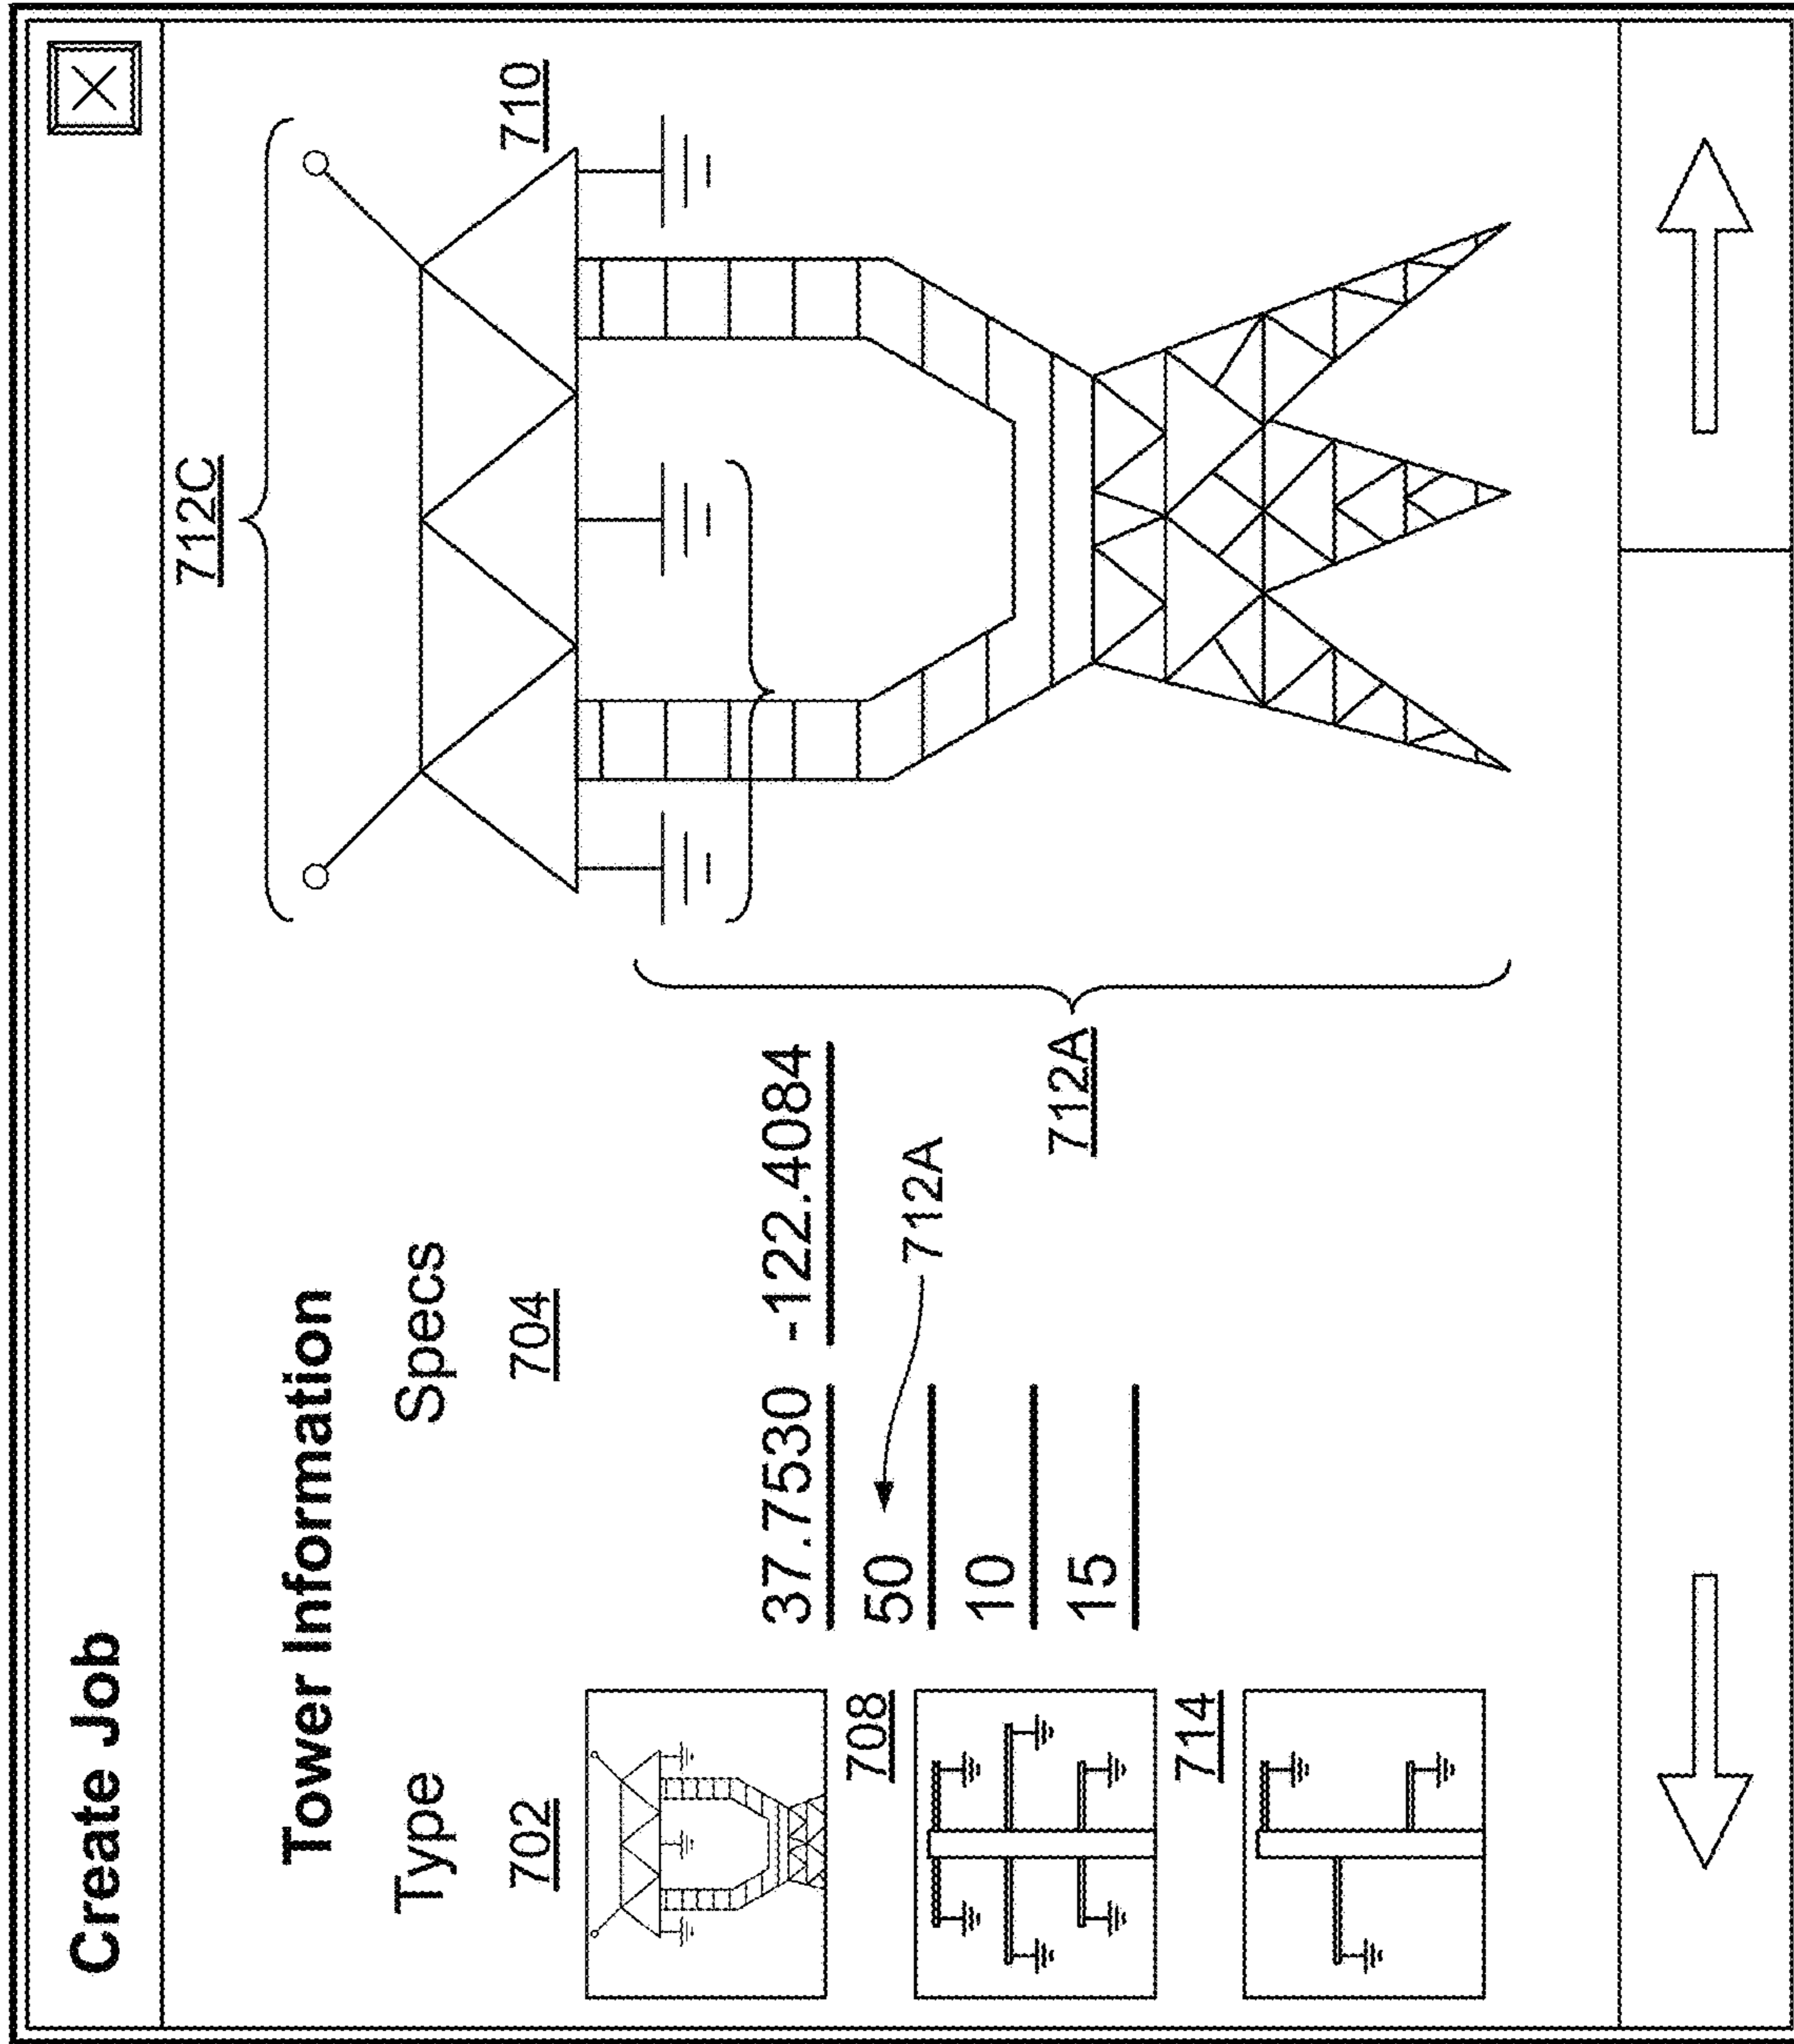 Create Job
Tower Information
Type
Specs
702
704
37.7530 -122.4084
50
712A
10
15
708
714
712C
710
712A